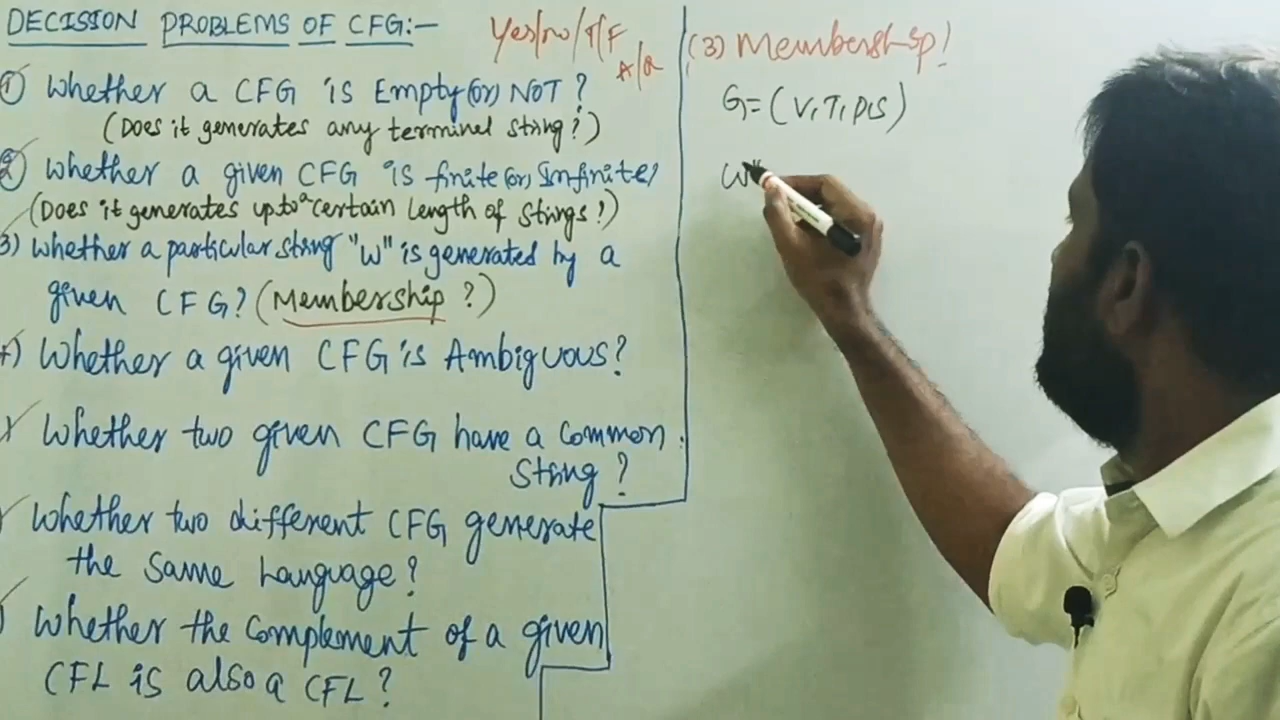 DECISION PROBLEMS OF CFG:-
Yes/no/T/F
A/R
① Whether a CFG is Empty (or) NOT?
(Does it generates any terminal string?)
② Whether a given CFG is finite (or) Infinite/
(Does it generates upto a certain length of strings?)
3) Whether a particular string "W" is generated by a
given CFG? (Membership?)
) Whether a given CFG is Ambiguous?
Whether two given CFG have a common
string?
Whether two different CFG generate
the same Language?
) Whether the complement of a given
CFL is also a CFL?
(3) Membership!
G=(V,T,P,S)
W